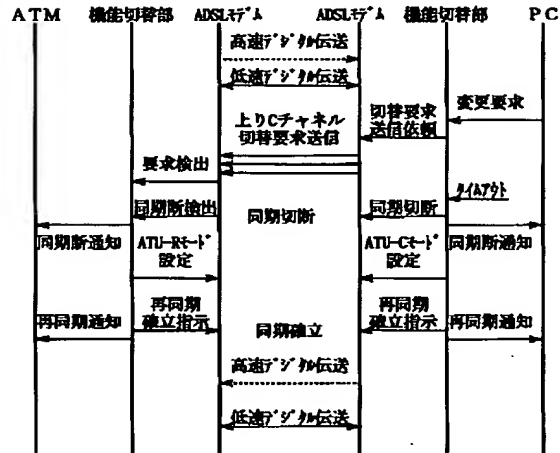 ATM 機能切替部 ADSLモデム ADSLモデム 機能切替部 PC
高速デジタル伝送
低速デジタル伝送
変更要求
切替要求
送信依頼
上りCチャネル
切替要求送信
要求検出
タイムアウト
同期断検出
同期切断
同期切断
同期断通知
ATU-Rモード
設定
ATU-Cモード
設定
同期断通知
再同期通知
再同期
確立指示
同期確立
再同期
確立指示
再同期通知
高速デジタル伝送
低速デジタル伝送